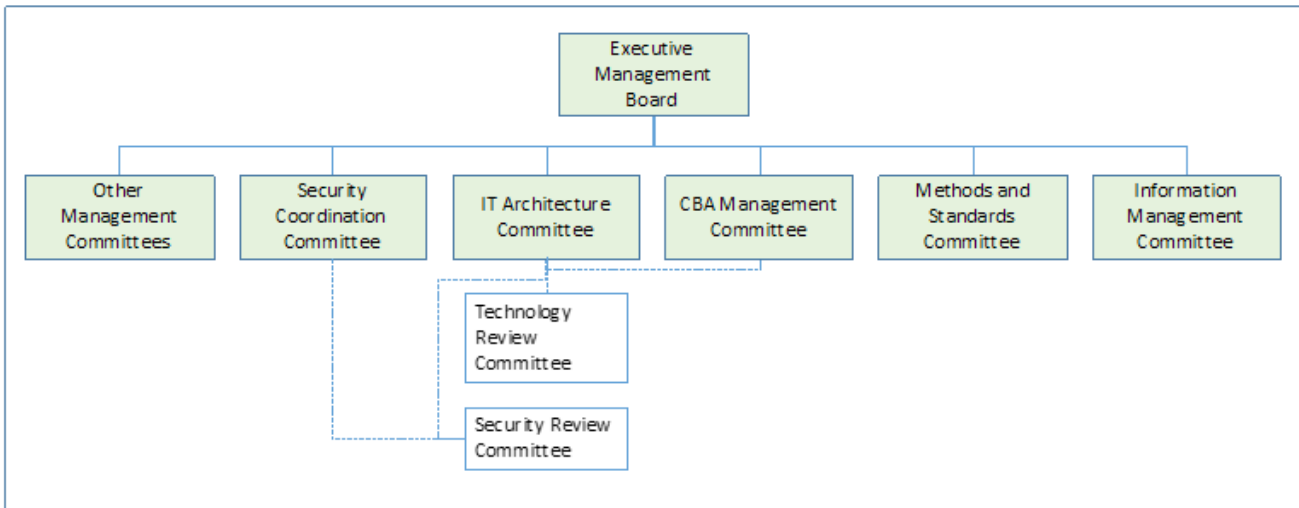 Executive
Management
Board
Other
Management
Committees
Security
Coordination
Committee
IT Architecture
Committee
CBA Management
Committee
Methods and
Standards
Committee
Information
Management
Committee
Technology
Review
Committee
Security Review
Committee